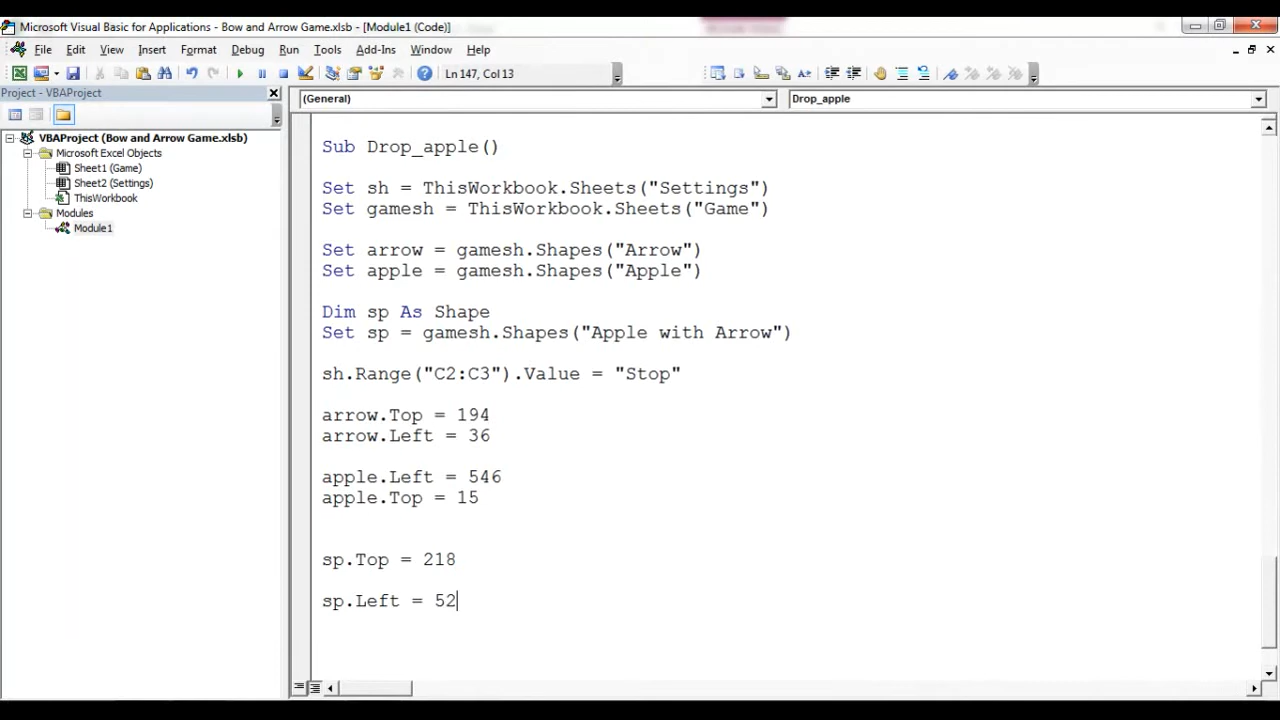 Microsoft Visual Basic for Applications - Bow and Arrow Game.xlsb - [Module1 (Code)]
File Edit View Insert Format Debug Run Tools Add-Ins Window Help
Ln 147, Col 13
Project - VBAProject
VBAProject (Bow and Arrow Game.xlsb)
Microsoft Excel Objects
Sheet1 (Game)
Sheet2 (Settings)
ThisWorkbook
Modules
Module1
(General)
Drop_apple
Sub Drop_apple()
Set sh = ThisWorkbook.Sheets("Settings")
Set gamesh = ThisWorkbook.Sheets("Game")
Set arrow = gamesh.Shapes("Arrow")
Set apple = gamesh.Shapes("Apple")
Dim sp As Shape
Set sp = gamesh.Shapes("Apple with Arrow")
sh.Range("C2:C3").Value = "Stop"
arrow.Top = 194
arrow.Left = 36
apple.Left = 546
apple.Top = 15
sp.Top = 218
sp.Left = 52